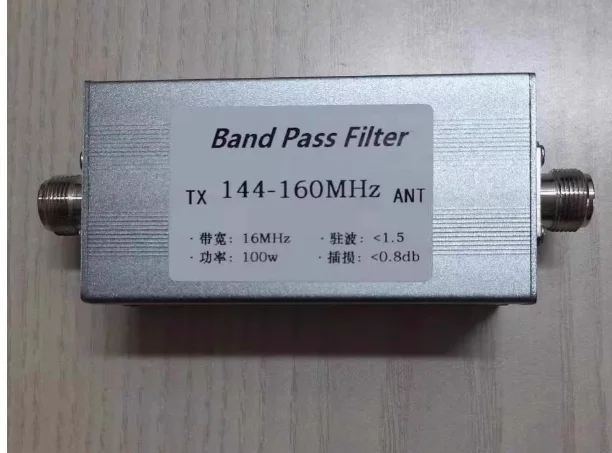 Band Pass Filter
TX 144-160MHz ANT
·带宽: 16MHz ·驻波: <1.5
·功率: 100w ·插损: <0.8db